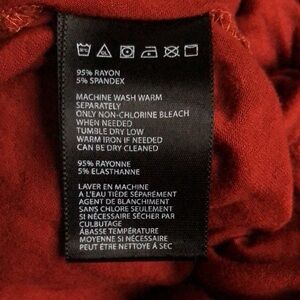 95% RAYON
5% SPANDEX
MACHINE WASH WARM
SEPARATELY
ONLY NON-CHLORINE BLEACH
WHEN NEEDED
TUMBLE DRY LOW
WARM IRON IF NEEDED
CAN BE DRY CLEANED
95% RAYONNE
5% ELASTHANNE
LAVER EN MACHINE
A L'EAU TIÈDE SÉPARÉMENT
AGENT DE BLANCHIMENT
SANS CHLORE SEULEMENT
SI NÉCESSAIRE SÉCHER PAR
CULBUTAGE
ÀBASSE TEMPÉRATURE
MOYENNE SI NÉCESSAIRE
PEUT ÊTRE NETTOYÉ À SEC